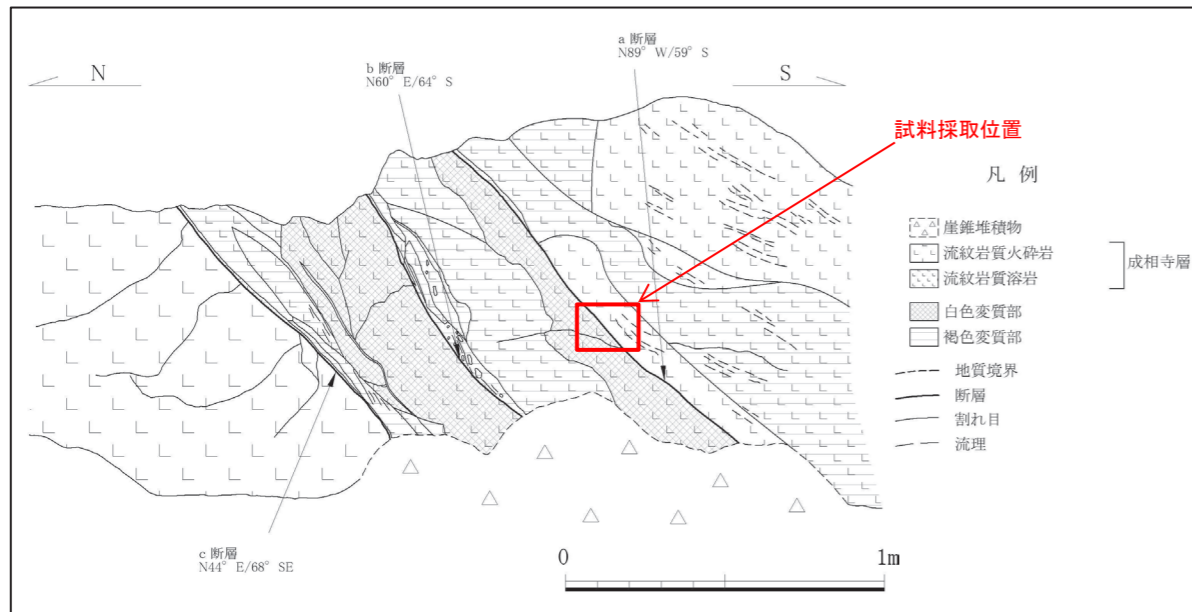 a 断層
N89° W/59° S
b 断層
N60° E/64° S
N
S
試料採取位置
凡 例
崖錐堆積物
流紋岩質火砕岩
流紋岩質溶岩
成相寺層
白色変質部
褐色変質部
地質境界
断層
割れ目
流理
c 断層
N44° E/68° SE
0
1m